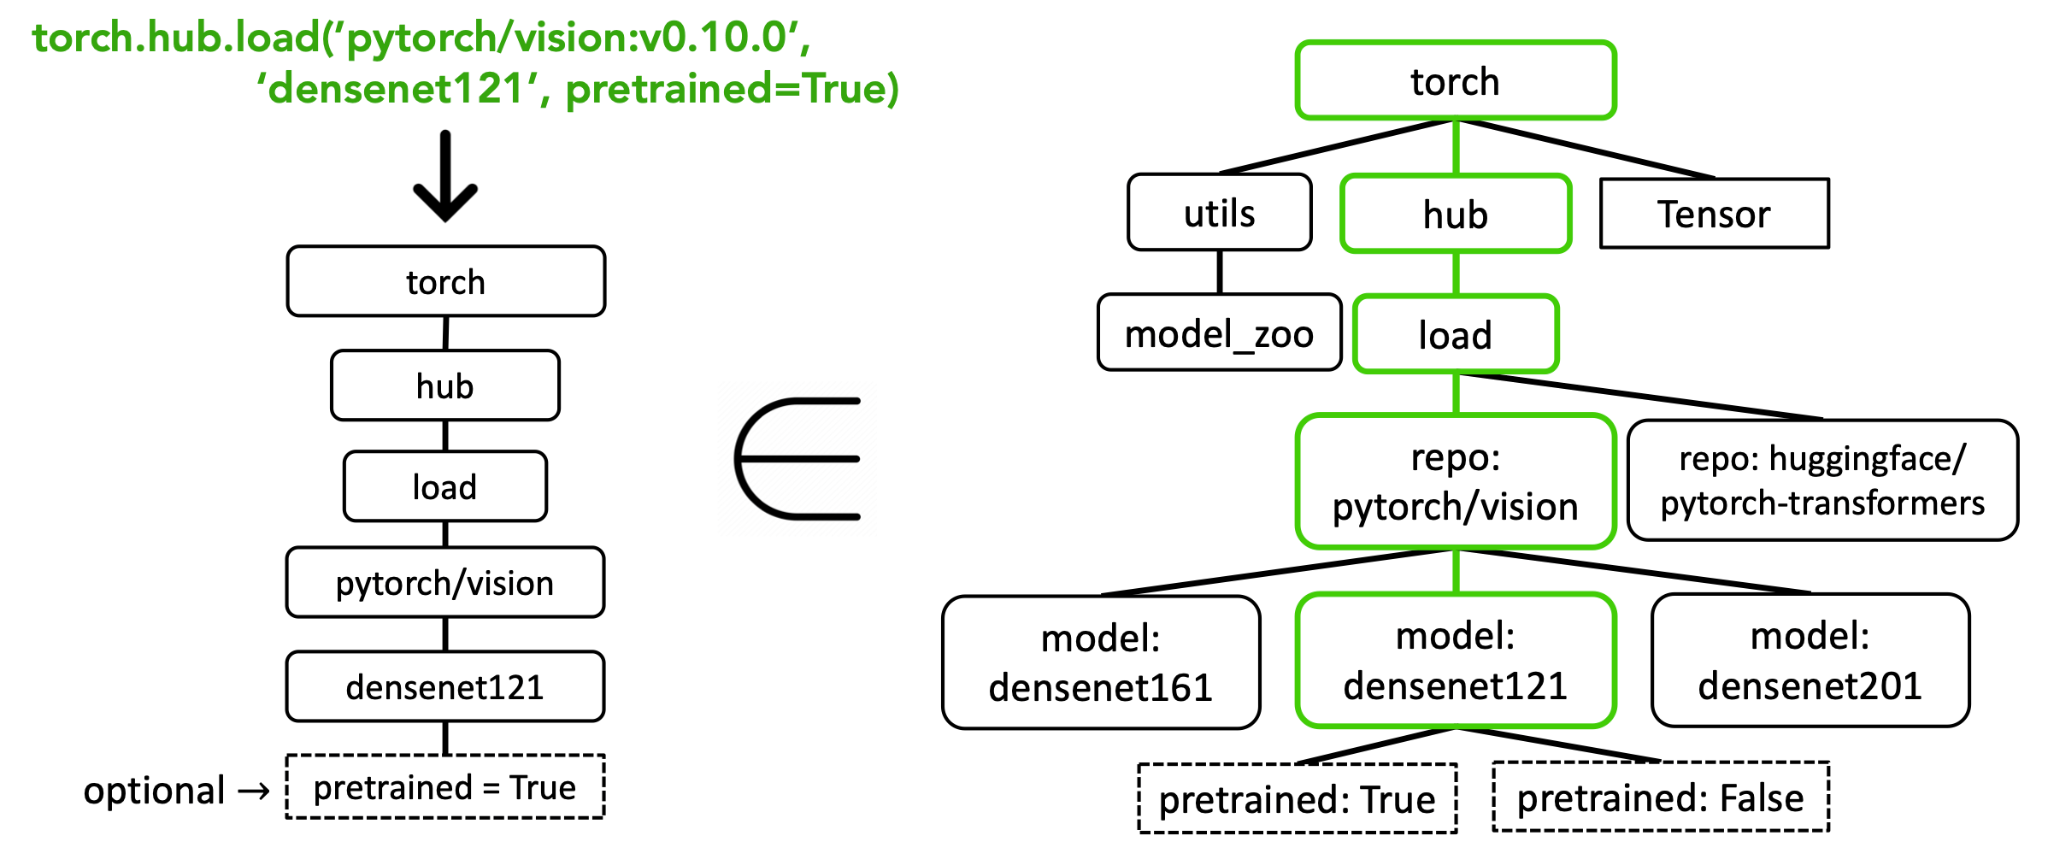 torch.hub.load(‘pytorch/vision:v0.10.0’,
‘densenet121’, pretrained=True)
torch
hub
load
pytorch/vision
densenet121
optional → pretrained = True
∈
torch
utils
hub
Tensor
model_zoo
load
repo:
pytorch/vision
repo: huggingface/
pytorch-transformers
model:
densenet161
model:
densenet121
model:
densenet201
pretrained: True
pretrained: False